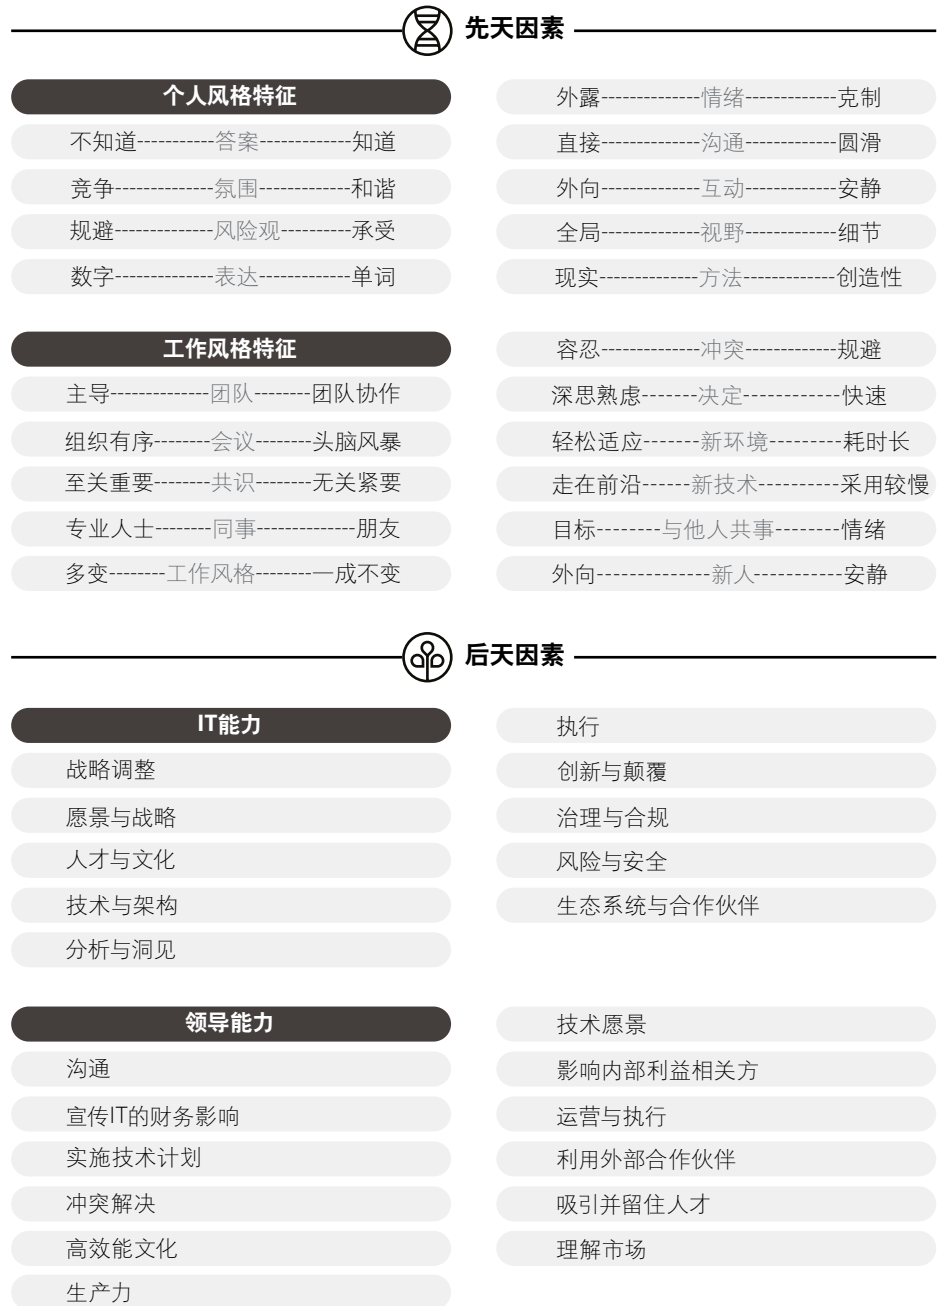 先天因素
个人风格特征
不知道-----------答案-------------知道
竞争--------------氛围-------------和谐
规避--------------风险观----------承受
数字--------------表达-------------单词
外露--------------情绪-------------克制
直接--------------沟通-------------圆滑
外向--------------互动-------------安静
全局--------------视野-------------细节
现实--------------方法-------------创造性
工作风格特征
主导--------------团队--------团队协作
组织有序--------会议--------头脑风暴
至关重要--------共识--------无关紧要
专业人士--------同事--------------朋友
多变--------工作风格--------一成不变
容忍--------------冲突-------------规避
深思熟虑-------决定------------快速
轻松适应-------新环境---------耗时长
走在前沿------新技术----------采用较慢
目标--------与他人共事--------情绪
外向--------------新人-----------安静
后天因素
IT能力
战略调整
愿景与战略
人才与文化
技术与架构
分析与洞见
执行
创新与颠覆
治理与合规
风险与安全
生态系统与合作伙伴
领导能力
沟通
宣传IT的财务影响
实施技术计划
冲突解决
高效能文化
生产力
技术愿景
影响内部利益相关方
运营与执行
利用外部合作伙伴
吸引并留住人才
理解市场